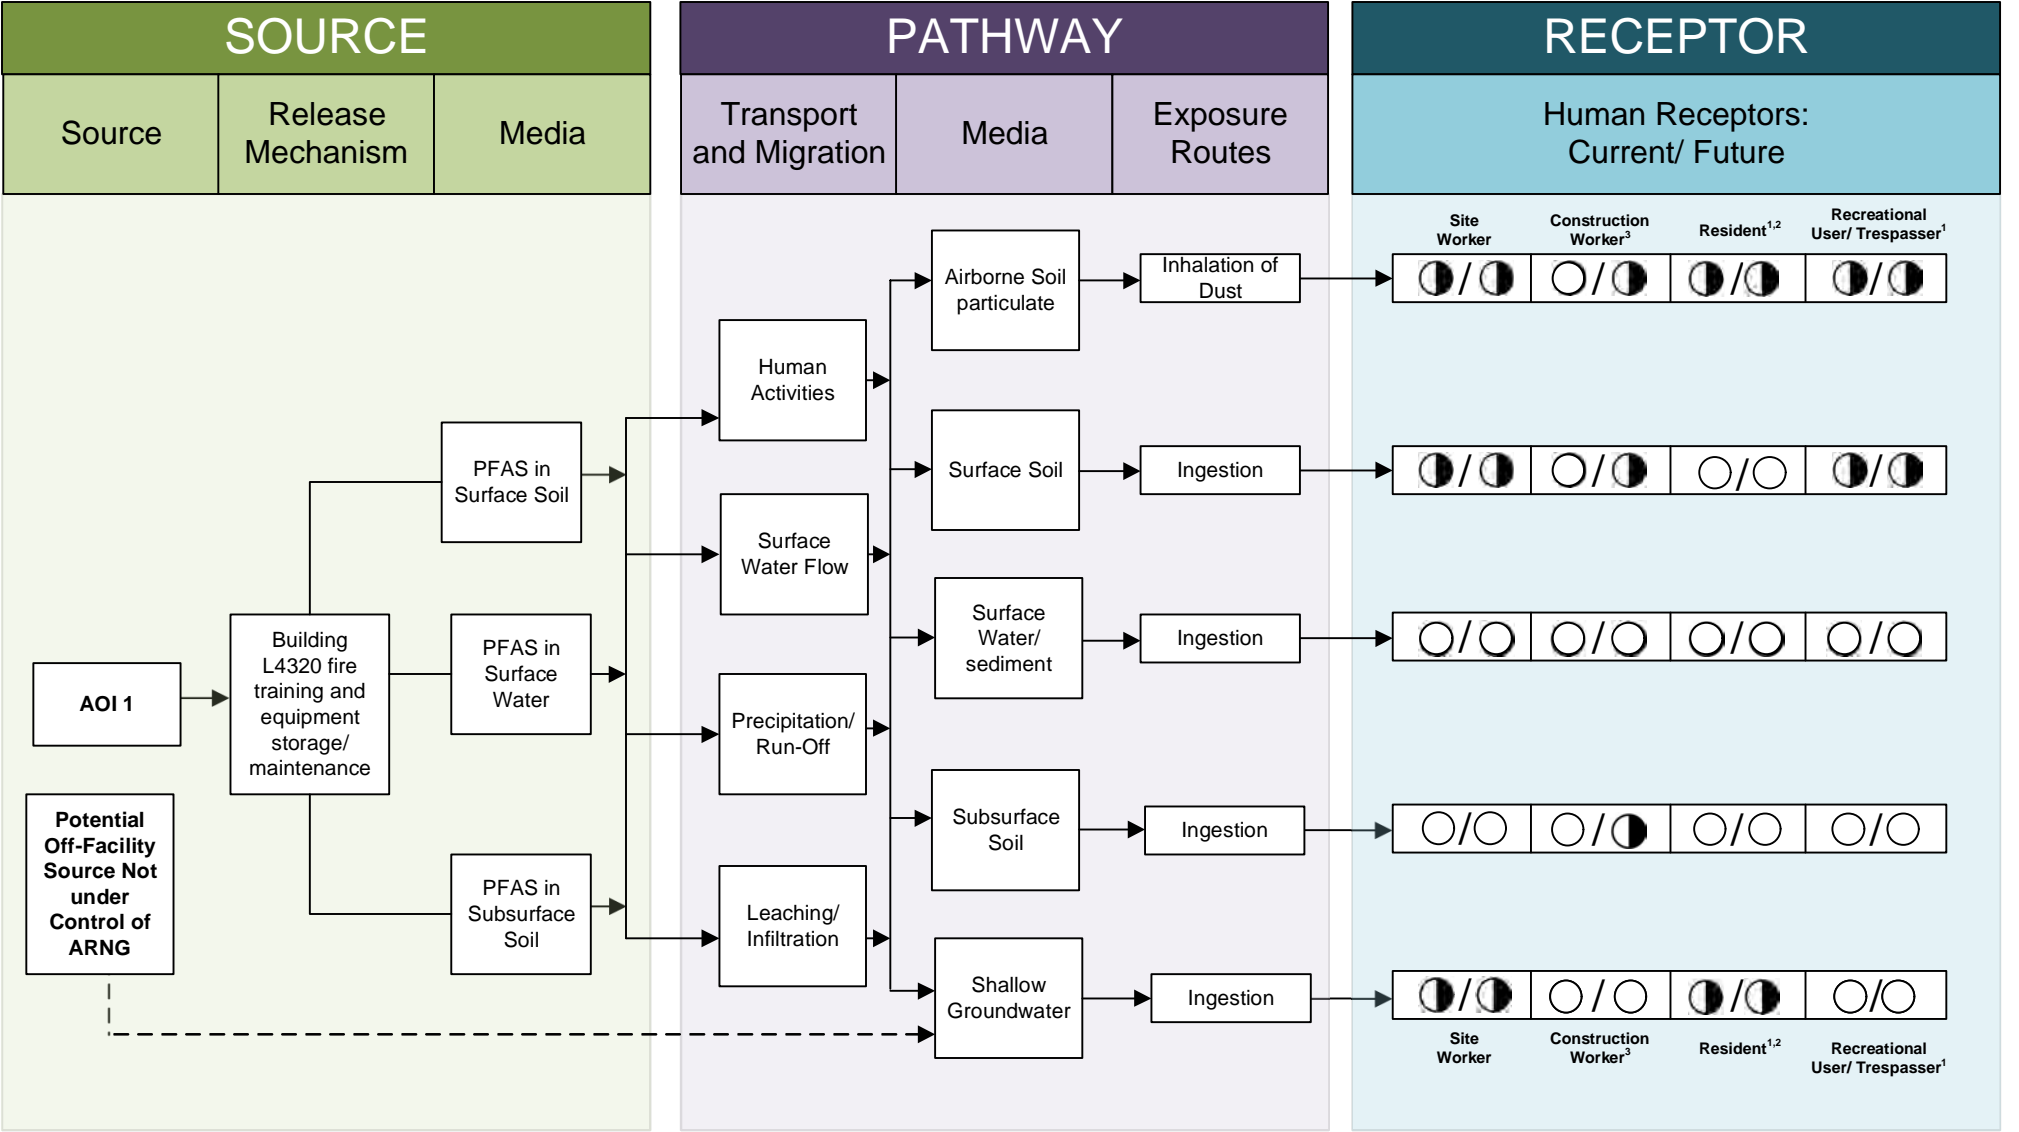 SOURCE
PATHWAY
RECEPTOR
Source
Release
Mechanism
Media
Transport
and Migration
Media
Exposure
Routes
Human Receptors:
Current/ Future
AOI 1
Potential
Off-Facility
Source Not
under
Control of
ARNG
Building
L4320 fire
training and
equipment
storage/
maintenance
PFAS in
Surface Soil
PFAS in
Surface
Water
PFAS in
Subsurface
Soil
Human
Activities
Surface
Water Flow
Precipitation/
Run-Off
Leaching/
Infiltration
Airborne Soil
particulate
Surface Soil
Surface
Water/
sediment
Subsurface
Soil
Shallow
Groundwater
Inhalation of
Dust
Ingestion
Ingestion
Ingestion
Ingestion
Site
Worker
Construction
Worker3
Resident1,2
Recreational
User/ Trespasser1
/ / / /
/ / / /
/ / / /
/ / / /
/ / / /
Site
Worker
Construction
Worker3
Resident1,2
Recreational
User/ Trespasser1